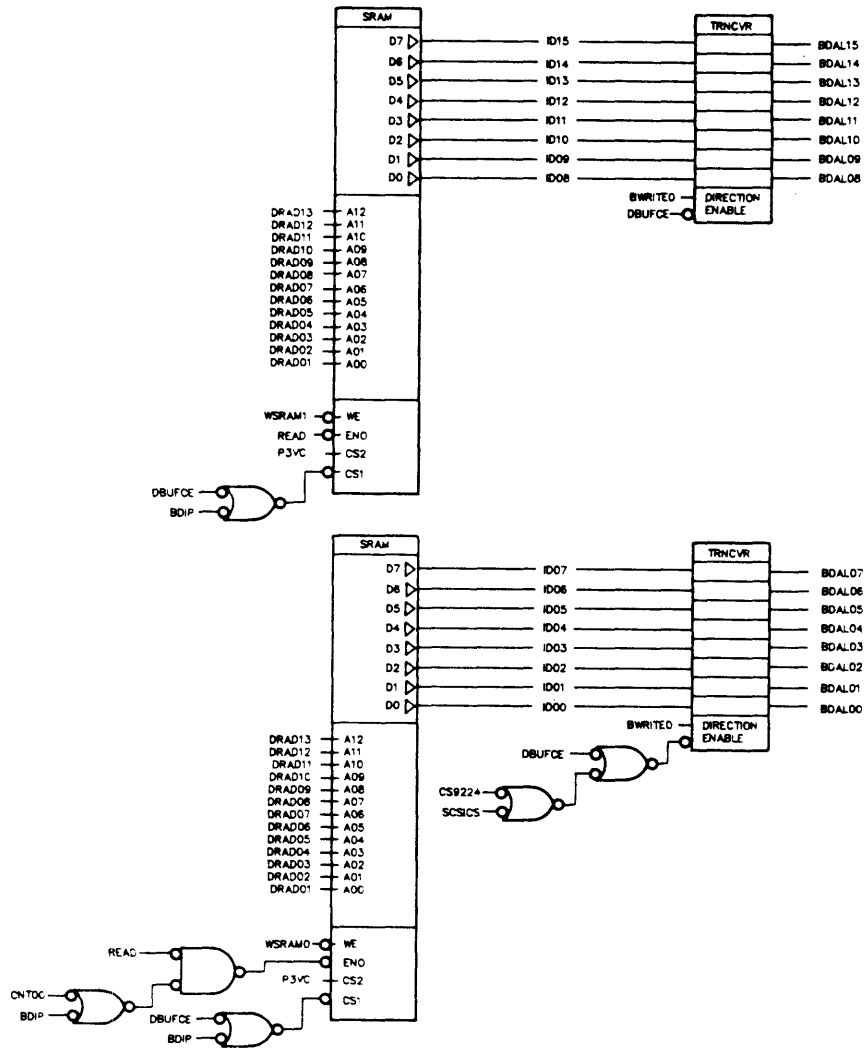 SRAM
TRNCVR
D7 ID15 BDAL15
D6 ID14 BDAL14
D5 ID13 BDAL13
D4 ID12 BDAL12
D3 ID11 BDAL11
D2 ID10 BDAL10
D1 ID09 BDAL09
D0 ID08 BDAL08
BWRITE0 DIRECTION
DBUFCE ENABLE
DRAD13 A12
DRAD12 A11
DRAD11 A10
DRAD10 A09
DRAD09 A08
DRAD08 A07
DRAD07 A06
DRAD06 A05
DRAD05 A04
DRAD04 A03
DRAD03 A02
DRAD02 A01
DRAD01 A00
WSRAM1 WE
READ ENO
P3VC CS2
CS1
DBUFCE
BDIP
SRAM
TRNCVR
D7 ID07 BDAL07
D6 ID06 BDAL06
D5 ID05 BDAL05
D4 ID04 BDAL04
D3 ID03 BDAL03
D2 ID02 BDAL02
D1 ID01 BDAL01
D0 ID00 BDAL00
BWRITE0 DIRECTION
ENABLE
DBUFCE
CS9224
SCSICS
DRAD13 A12
DRAD12 A11
DRAD11 A10
DRAD10 A09
DRAD09 A08
DRAD08 A07
DRAD07 A06
DRAD06 A05
DRAD05 A04
DRAD04 A03
DRAD03 A02
DRAD02 A01
DRAD01 A00
WSRAM0 WE
READ
ENO
P3VC CS2
CNTOC
CS1
BDIP
DBUFCE
BDIP